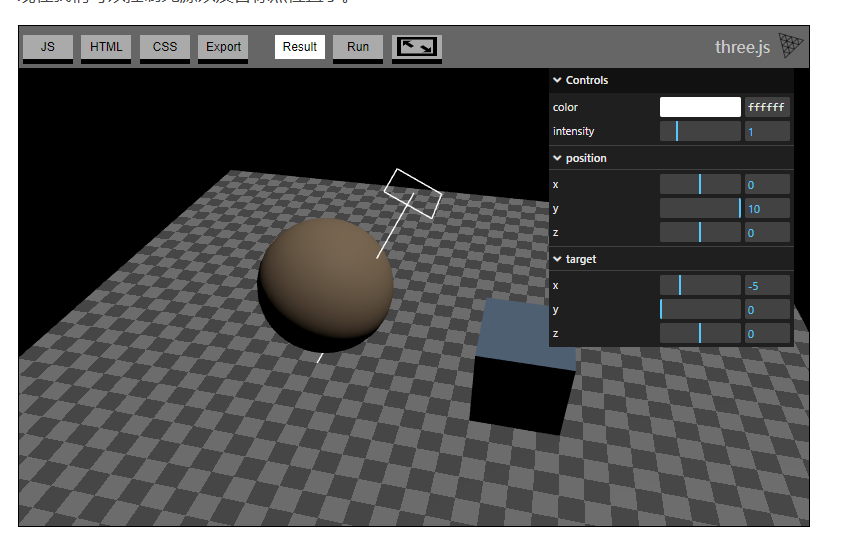 JS HTML CSS Export Result Run three.js
Controls
color ffffff
intensity 1
position
x 0
y 10
z 0
target
x -5
y 0
z 0